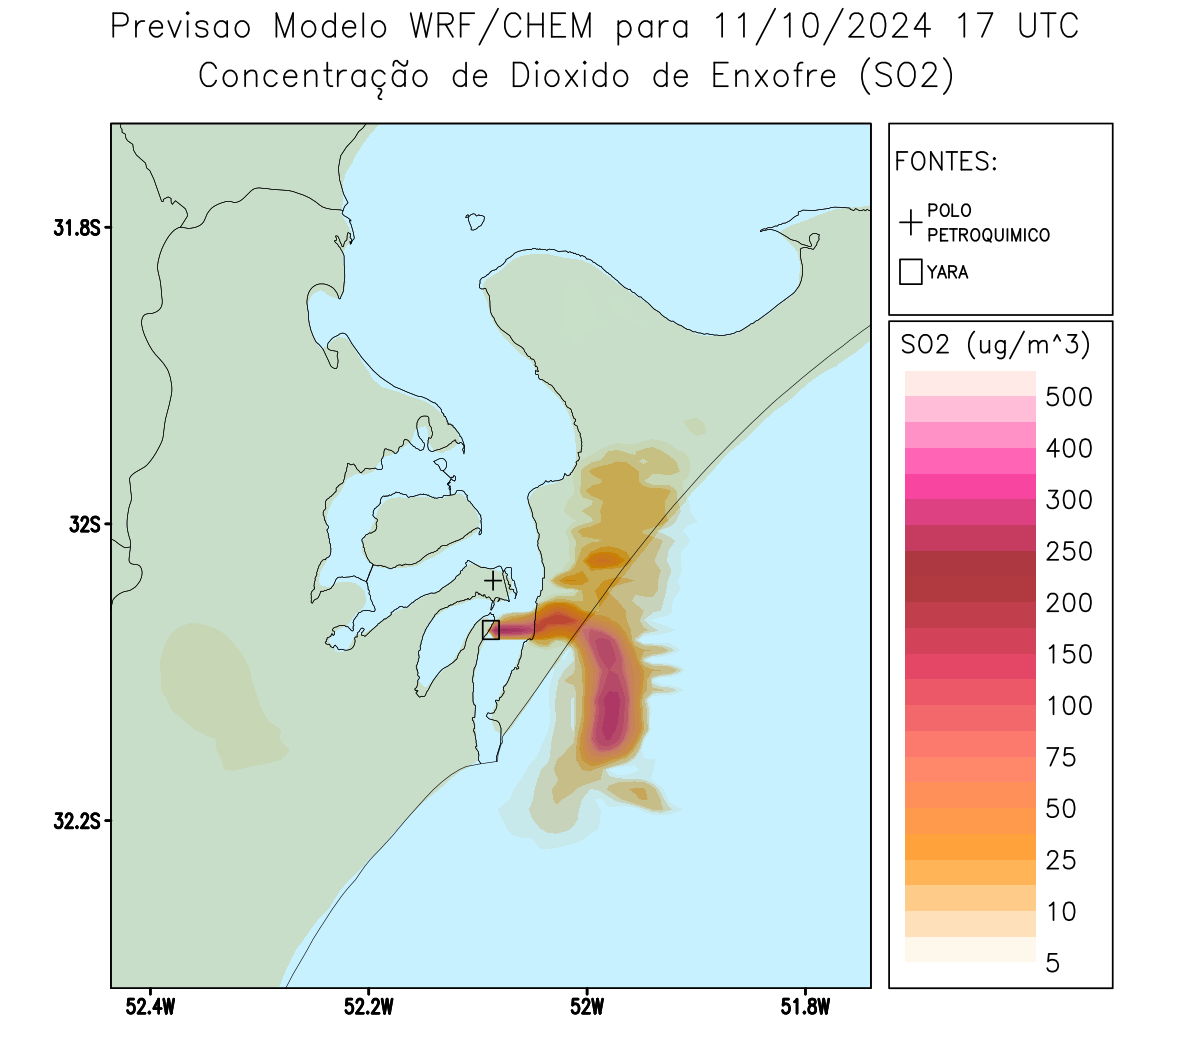 Previsao Modelo WRF/CHEM para 11/10/2024 17 UTC
Concentração de Dioxido de Enxofre (SO2)
FONTES:
POLO
PETROQUIMICO
YARA
31.8S
32S
32.2S
52.4W
52.2W
52W
51.8W
SO2 (ug/m^3)
500
400
300
250
200
150
100
75
50
25
10
5